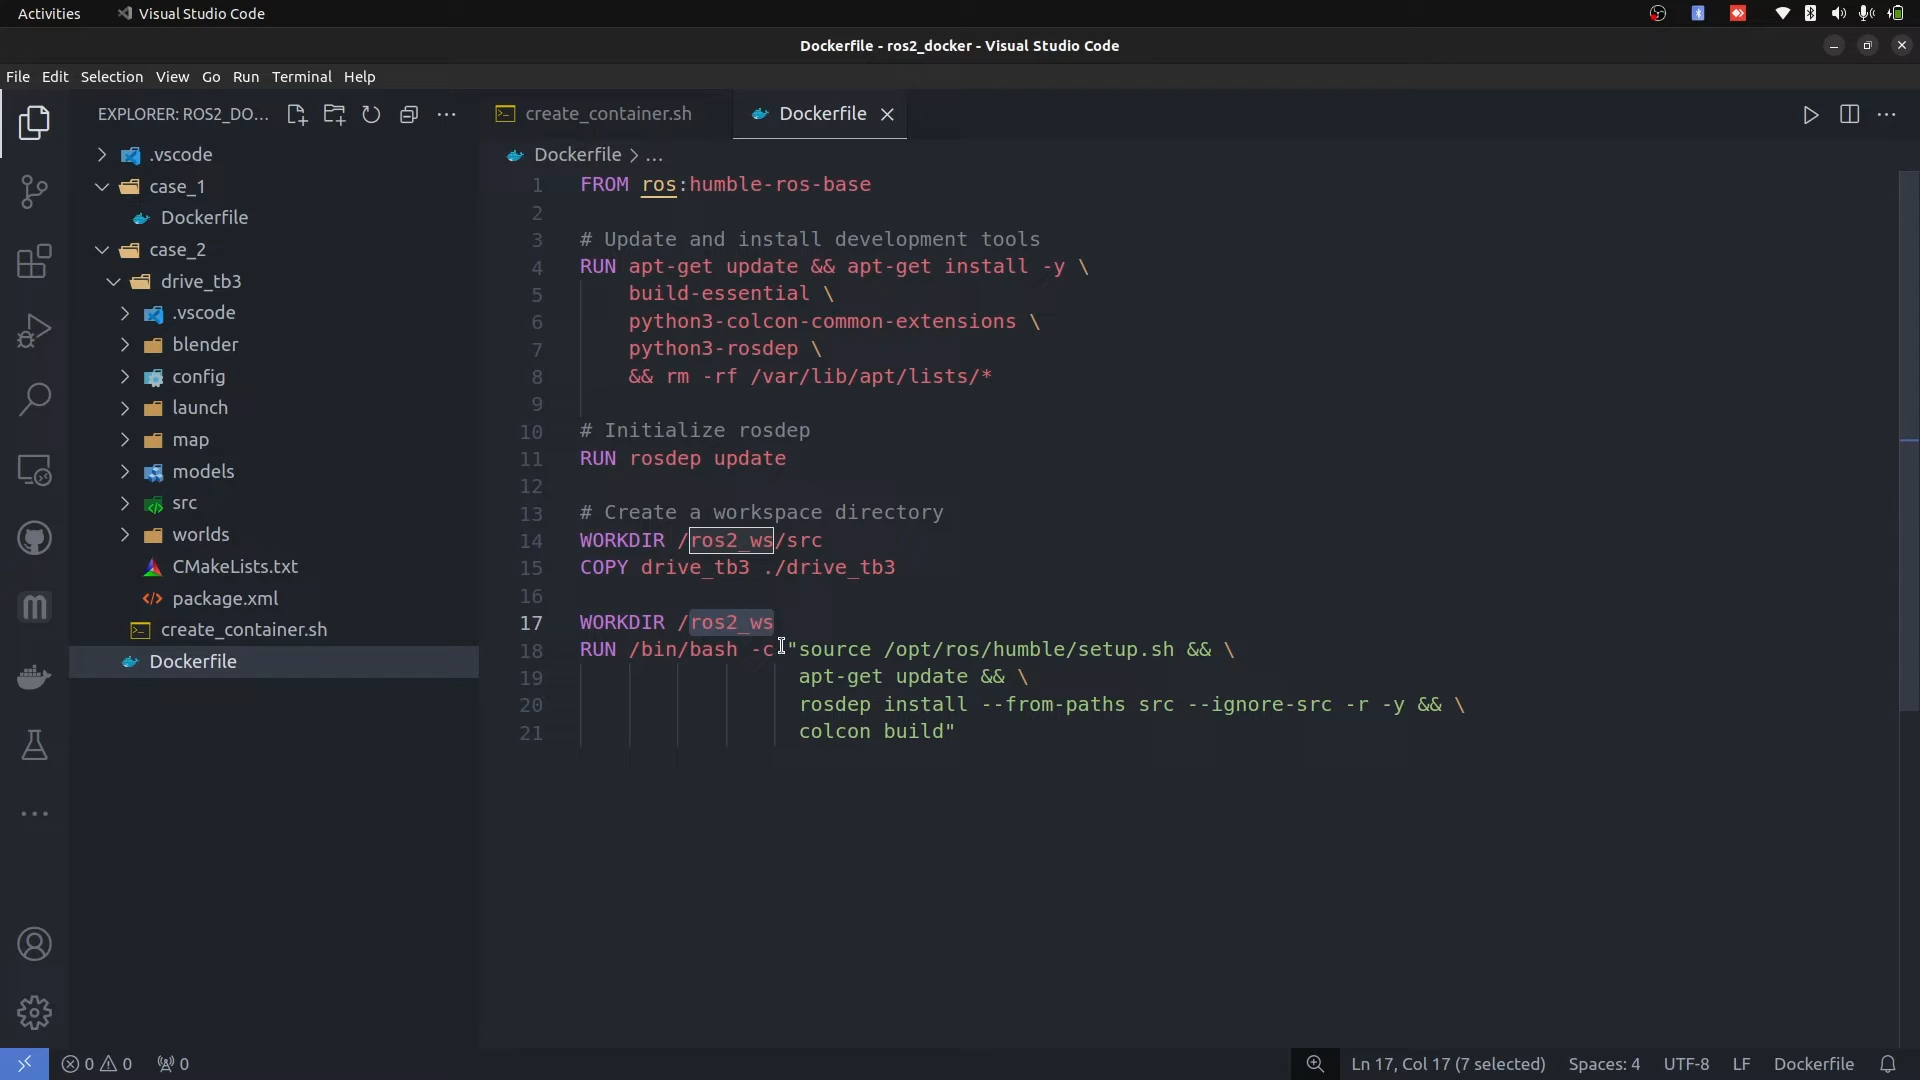 Activities
Visual Studio Code
Dockerfile - ros2_docker - Visual Studio Code
File Edit Selection View Go Run Terminal Help
EXPLORER: ROS2_DO...
.vscode
case_1
Dockerfile
case_2
drive_tb3
.vscode
blender
config
launch
map
models
src
worlds
CMakeLists.txt
package.xml
create_container.sh
Dockerfile
create_container.sh
Dockerfile
Dockerfile > ...
1 FROM ros:humble-ros-base
2
3 # Update and install development tools
4 RUN apt-get update && apt-get install -y \
5 build-essential \
6 python3-colcon-common-extensions \
7 python3-rosdep \
8 && rm -rf /var/lib/apt/lists/*
9
10 # Initialize rosdep
11 RUN rosdep update
12
13 # Create a workspace directory
14 WORKDIR /ros2_ws/src
15 COPY drive_tb3 ./drive_tb3
16
17 WORKDIR /ros2_ws
18 RUN /bin/bash -c "source /opt/ros/humble/setup.sh && \
19 apt-get update && \
20 rosdep install --from-paths src --ignore-src -r -y && \
21 colcon build"
0 0 0
Ln 17, Col 17 (7 selected) Spaces: 4 UTF-8 LF Dockerfile